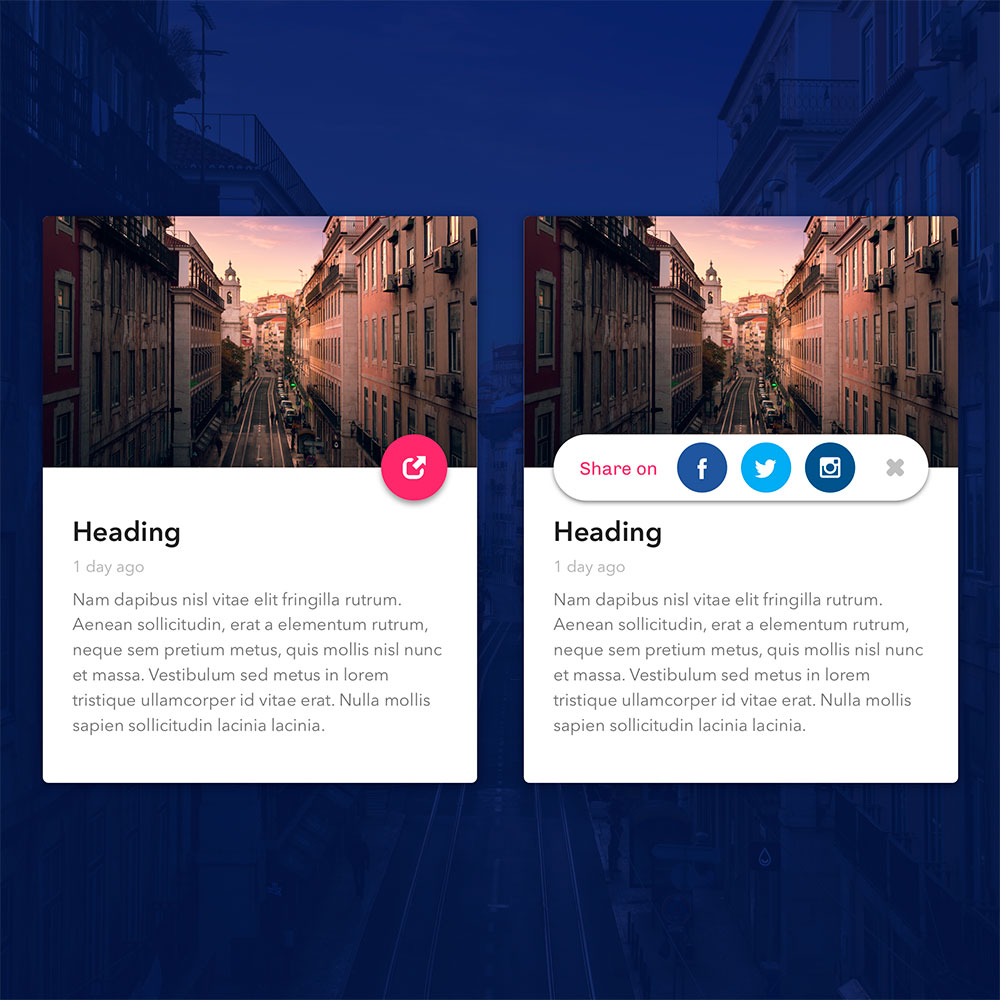 Heading
1 day ago
Nam dapibus nisl vitae elit fringilla rutrum.
Aenean sollicitudin, erat a elementum rutrum,
neque sem pretium metus, quis mollis nisl nunc
et massa. Vestibulum sed metus in lorem
tristique ullamcorper id vitae erat. Nulla mollis
sapien sollicitudin lacinia lacinia.
Share on
Heading
1 day ago
Nam dapibus nisl vitae elit fringilla rutrum.
Aenean sollicitudin, erat a elementum rutrum,
neque sem pretium metus, quis mollis nisl nunc
et massa. Vestibulum sed metus in lorem
tristique ullamcorper id vitae erat. Nulla mollis
sapien sollicitudin lacinia lacinia.